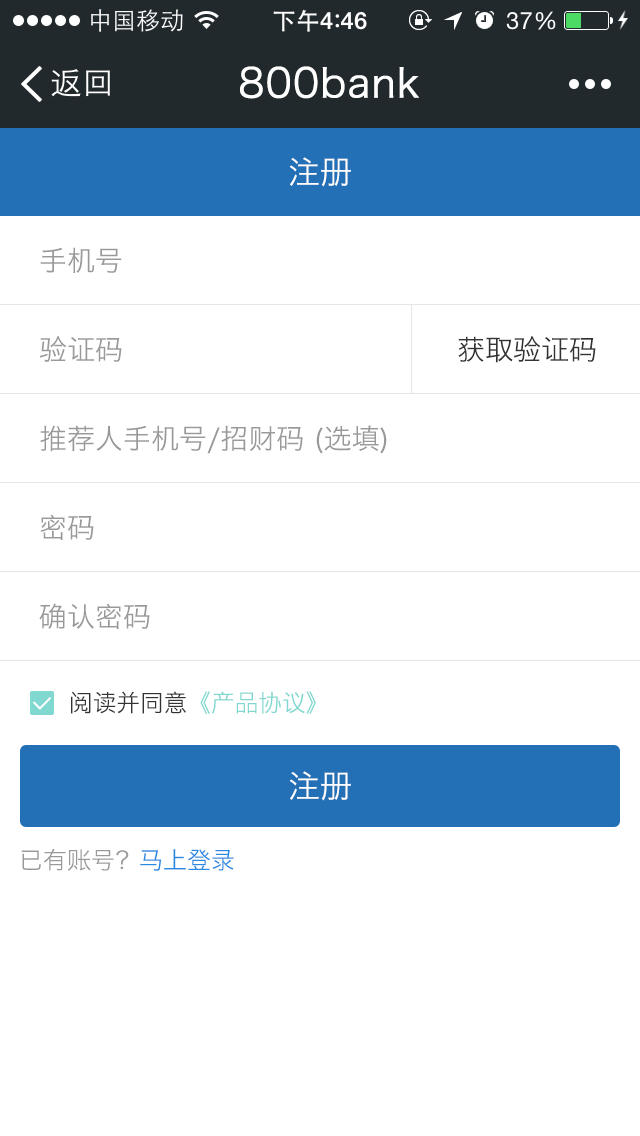 中国移动 下午4:46 37%
返回 800bank
注册
手机号
验证码 获取验证码
推荐人手机号/招财码 (选填)
密码
确认密码
阅读并同意《产品协议》
注册
已有账号? 马上登录